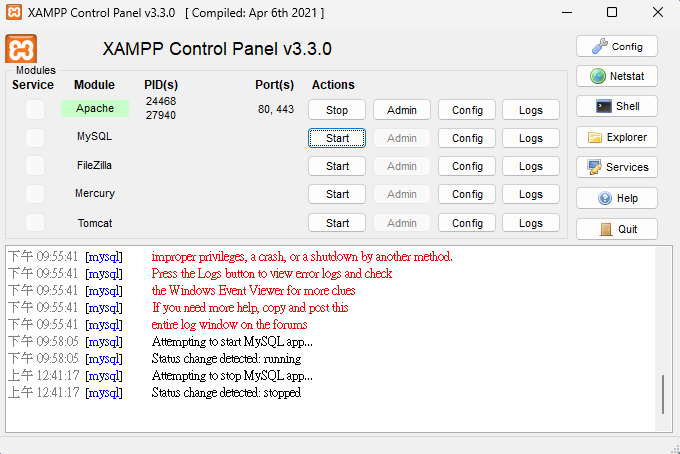 XAMPP Control Panel v3.3.0 [ Compiled: Apr 6th 2021 ]
XAMPP Control Panel v3.3.0
Config
Modules
Service Module PID(s) Port(s) Actions
Netstat
Apache 24468 27940 80, 443 Stop Admin Config Logs
Shell
MySQL Start Admin Config Logs
Explorer
FileZilla Start Admin Config Logs
Services
Mercury Start Admin Config Logs
Help
Tomcat Start Admin Config Logs
Quit
下午 09:55:41 [mysql] improper privileges, a crash, or a shutdown by another method.
下午 09:55:41 [mysql] Press the Logs button to view error logs and check
下午 09:55:41 [mysql] the Windows Event Viewer for more clues
下午 09:55:41 [mysql] If you need more help, copy and post this
下午 09:55:41 [mysql] entire log window on the forums
下午 09:58:05 [mysql] Attempting to start MySQL app...
下午 09:58:05 [mysql] Status change detected: running
上午 12:41:17 [mysql] Attempting to stop MySQL app...
上午 12:41:17 [mysql] Status change detected: stopped